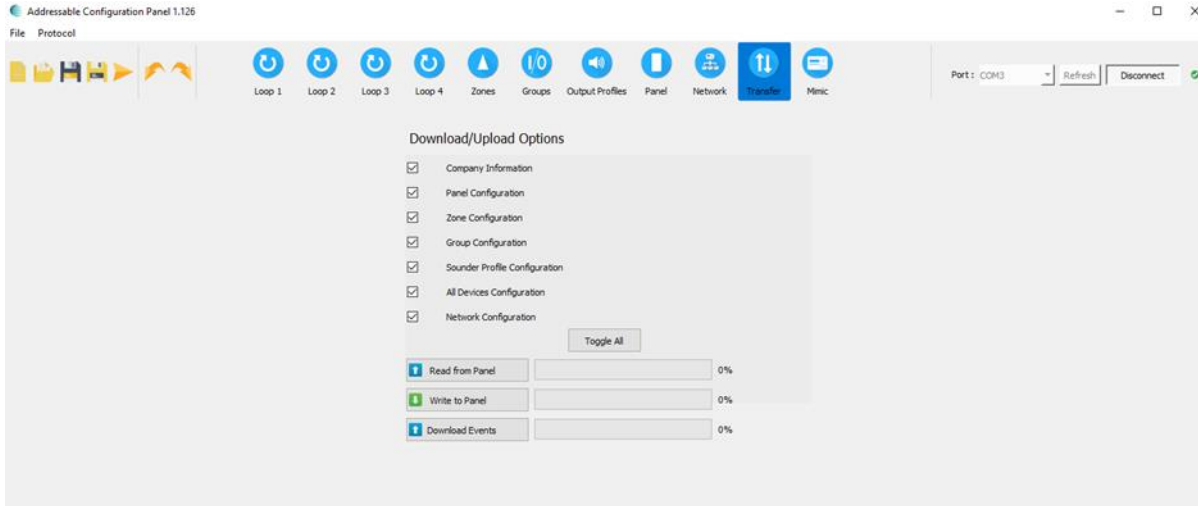 Addressable Configuration Panel 1.126
File Protocol
Loop 1 Loop 2 Loop 3 Loop 4 Zones Groups Output Profiles Panel Network Transfer Mimic
I/O
Port : COM3 Refresh Disconnect
Download/Upload Options
Company Information
Panel Configuration
Zone Configuration
Group Configuration
Sounder Profile Configuration
All Devices Configuration
Network Configuration
Toggle All
Read from Panel 0%
Write to Panel 0%
Download Events 0%